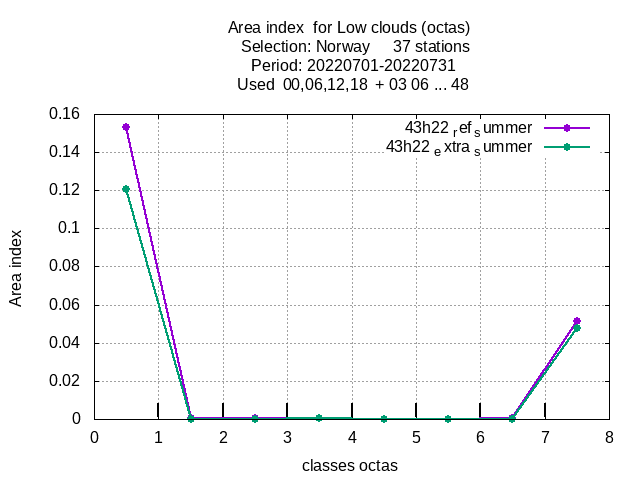 Area index  for Low clouds (octas)
Selection: Norway     37 stations
Period: 20220701-20220731
Used  00,06,12,18  + 03 06 ... 48
43h22 ref summer
43h22 extra summer
0.16
0.14
0.12
0.1
0.08
0.06
0.04
0.02
0
Area index
0 1 2 3 4 5 6 7 8
classes octas